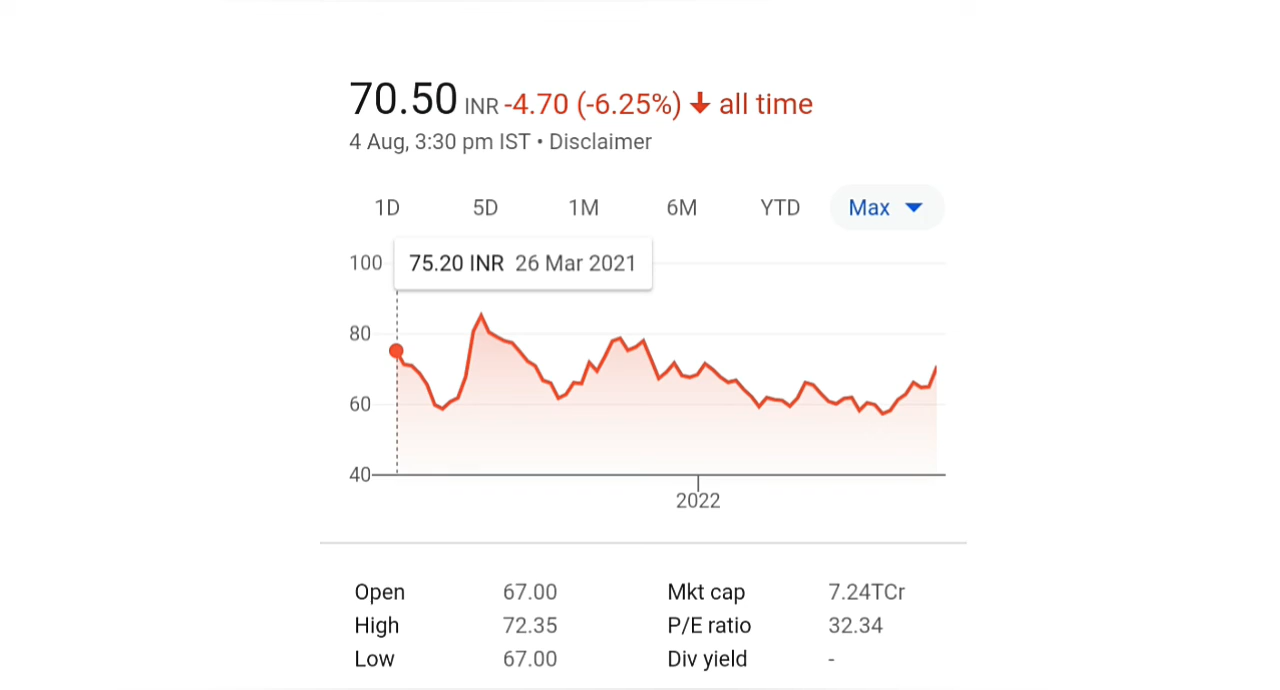 70.50 INR -4.70 (-6.25%) ↓ all time
4 Aug, 3:30 pm IST • Disclaimer
1D 5D 1M 6M YTD Max
100
75.20 INR 26 Mar 2021
80
60
40
2022
Open 67.00 Mkt cap 7.24TCr
High 72.35 P/E ratio 32.34
Low 67.00 Div yield -